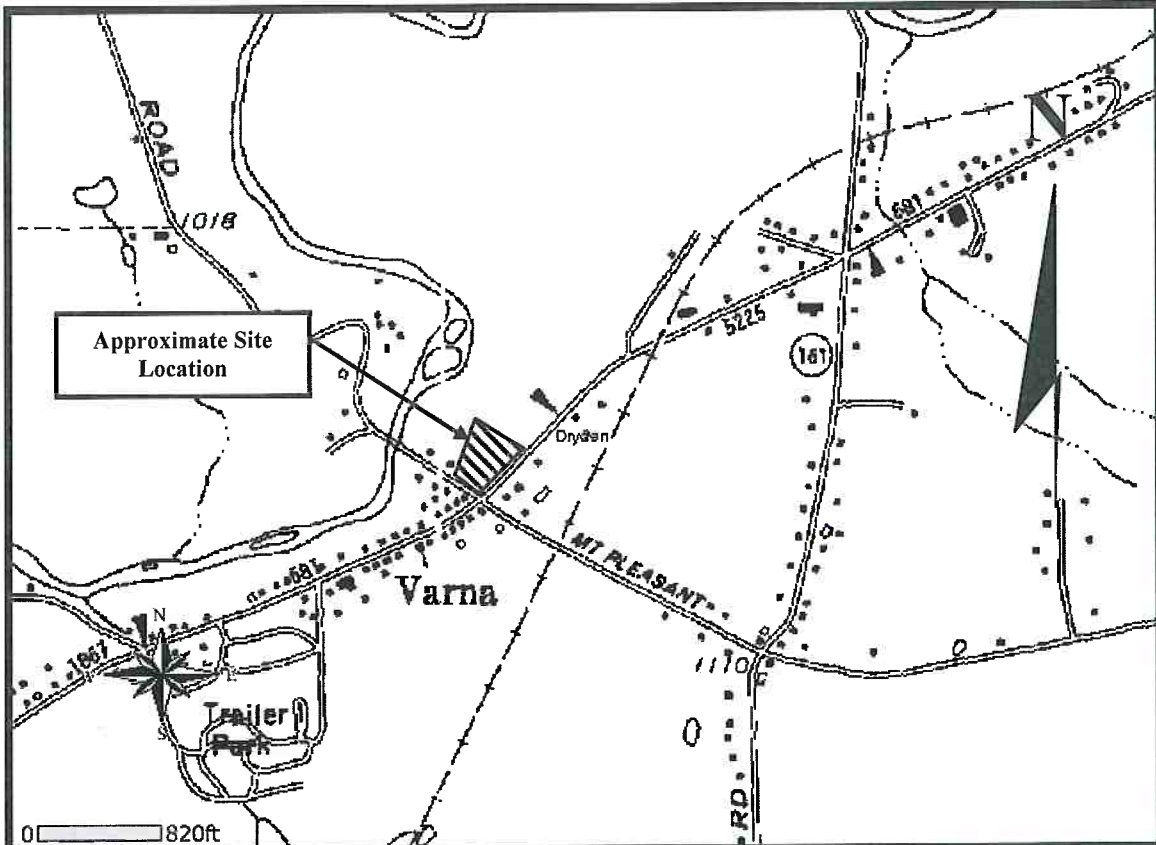 ROAD
N
1018
681
5225
Approximate Site
Location
161
Dryden
MT PLEASANT
Varna
681
1867
N
E
S
1110
Trailer
Park
RD
0 820ft